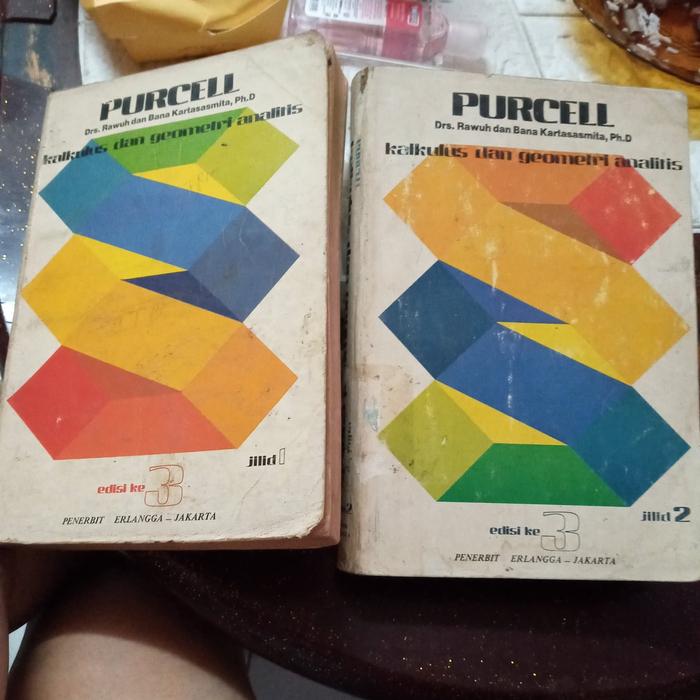 PURCELL
Drs. Rawuh dan Bana Kartasasmita, Ph.D
kalkulus dan geometri analitis
jilid 1
edisi ke 3
PENERBIT ERLANGGA – JAKARTA
PURCELL
Drs. Rawuh dan Bana Kartasasmita, Ph.D
kalkulus dan geometri analitis
jilid 2
edisi ke 3
PENERBIT ERLANGGA – JAKARTA